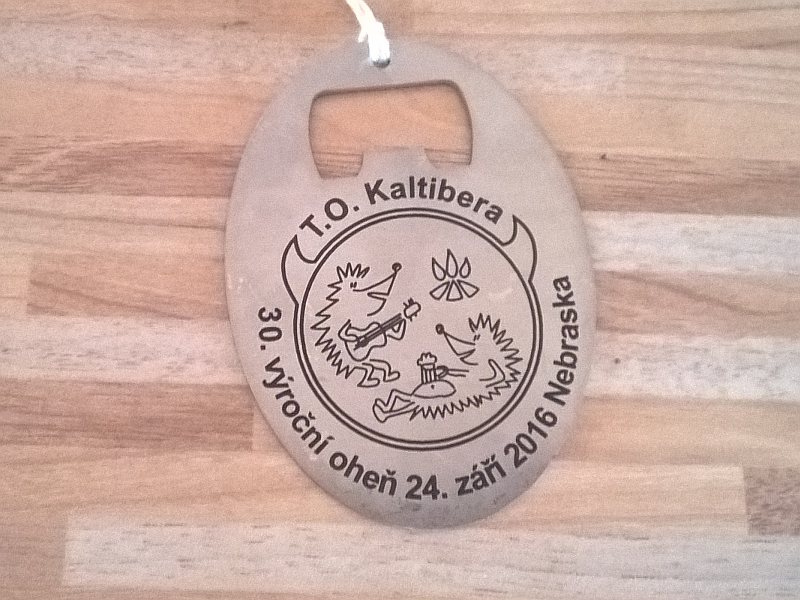 T.O. Kaltibera
30. výroční oheň 24. září 2016 Nebraska